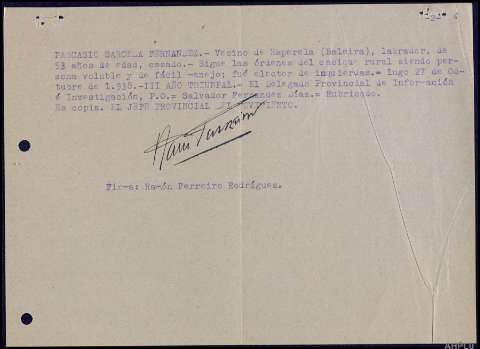 PANCASIO GARCELA FERNANDEZ.- Vecino de Esperela (Baleira), labrador, de
53 años de edad, casado.- Sigue las órdenes del cacique rural siendo per-
sona voluble y de fácil manejo; fué elector de izquierdas.= Lugo 27 de Oc-
tubre de 1.938.-III AÑO TRIUNFAL.- El Delegado Provincial de Información
é Investigación, P.O.= Salvador Fernandez Díaz.= Rubricado.
Es copia. EL JEFE PROVINCIAL DEL MOVIMIENTO.
Firma: Ramón Ferreiro Rodríguez.
AHPLU